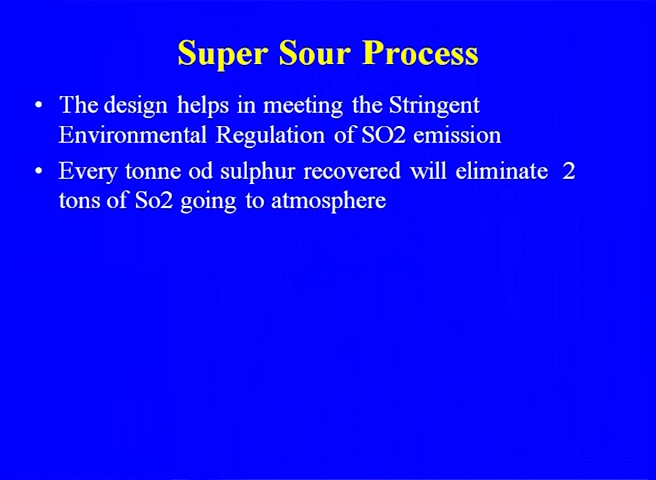 Super Sour Process
• The design helps in meeting the Stringent
Environmental Regulation of SO2 emission
• Every tonne od sulphur recovered will eliminate 2
tons of So2 going to atmosphere